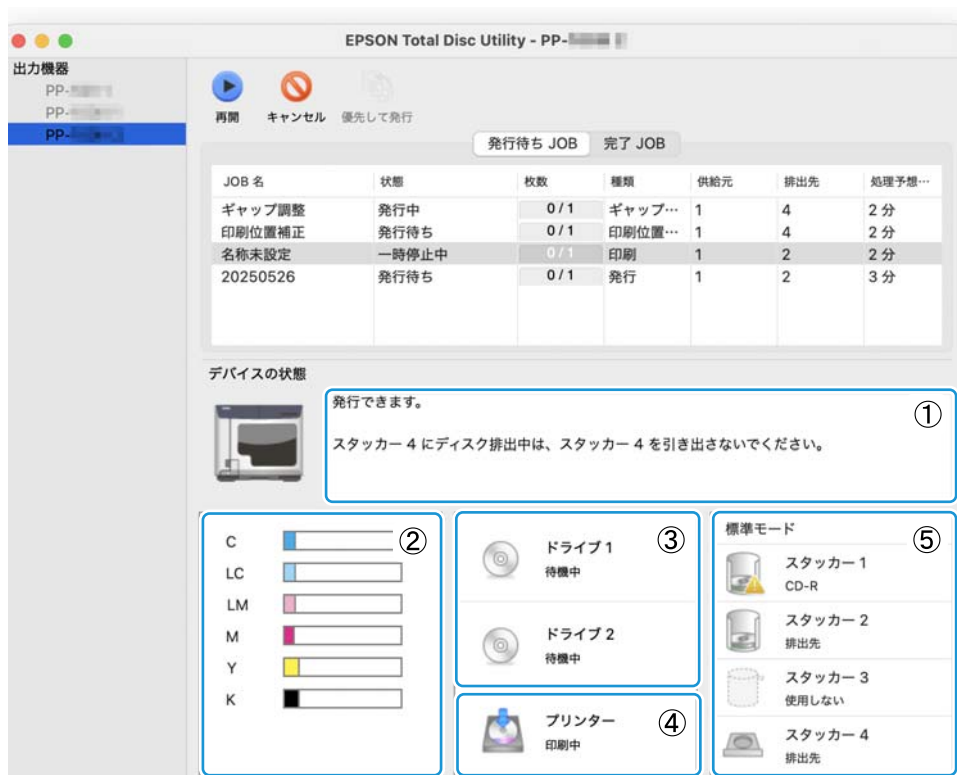 EPSON Total Disc Utility - PP-
出力機器
PP-
PP-
PP-
再開 キャンセル 優先して発行
発行待ち JOB 完了 JOB
JOB 名 状態 枚数 種類 供給元 排出先 処理予想…
ギャップ調整 発行中 0 / 1 ギャップ… 1 4 2 分
印刷位置補正 発行待ち 0 / 1 印刷位置… 1 4 2 分
名称未設定 一時停止中 0 / 1 印刷 1 2 2 分
20250526 発行待ち 0 / 1 発行 1 2 3 分
デバイスの状態
発行できます。
①
スタッカー 4 にディスク排出中は、スタッカー 4 を引き出さないでください。
②
C
LC
LM
M
Y
K
③
ドライブ 1
待機中
ドライブ 2
待機中
④
プリンター
印刷中
標準モード
⑤
スタッカー 1
CD-R
スタッカー 2
排出先
スタッカー 3
使用しない
スタッカー 4
排出先